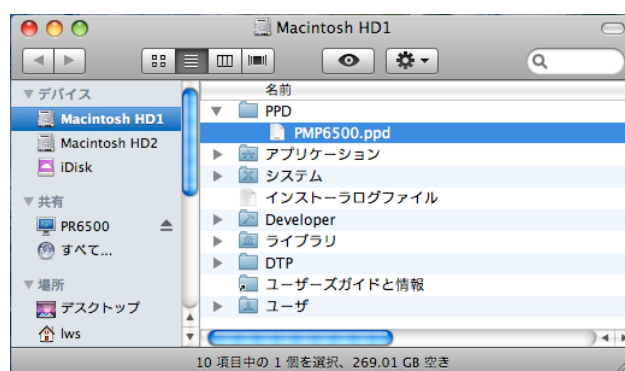 Macintosh HD1
デバイス
Macintosh HD1
Macintosh HD2
iDisk
共有
PR6500
すべて...
場所
デスクトップ
lws
名前
PPD
PMP6500.ppd
アプリケーション
システム
インストーラログファイル
Developer
ライブラリ
DTP
ユーザーズガイドと情報
ユーザ
10 項目中の 1 個を選択、269.01 GB 空き